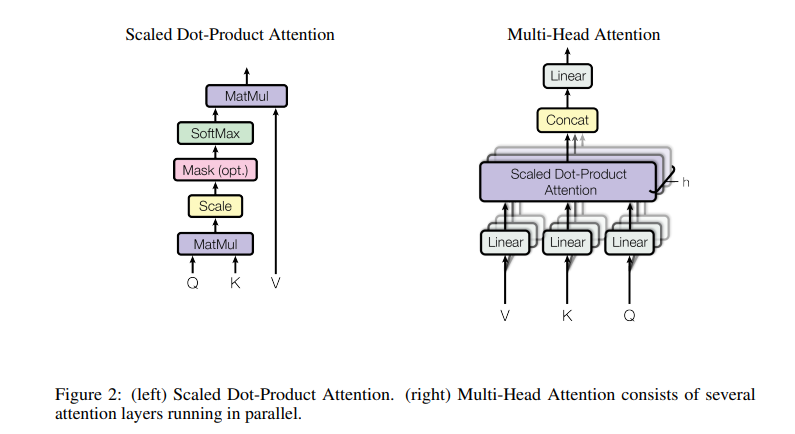 Scaled Dot-Product Attention
MatMul
SoftMax
Mask (opt.)
Scale
MatMul
Q K V
Multi-Head Attention
Linear
Concat
Scaled Dot-Product
Attention
h
Linear Linear Linear
V K Q
Figure 2: (left) Scaled Dot-Product Attention. (right) Multi-Head Attention consists of several
attention layers running in parallel.